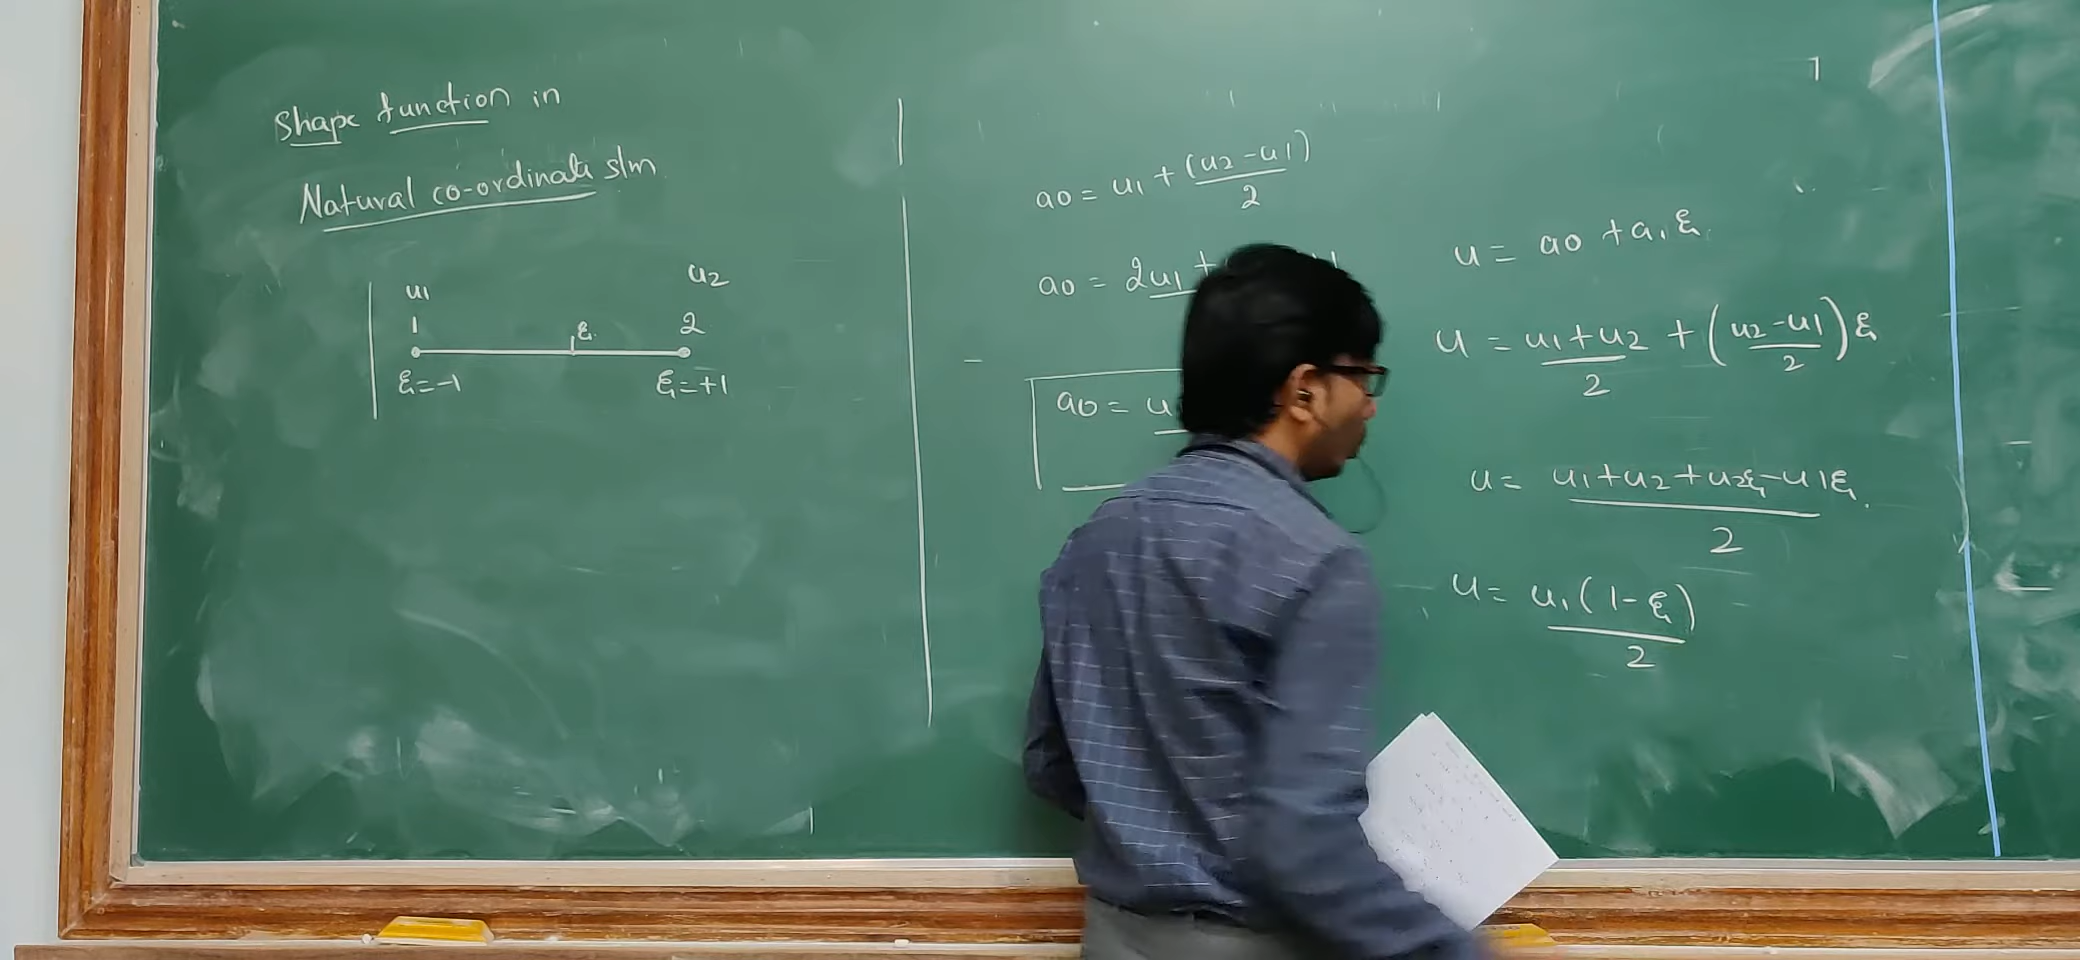 Shape function in
Natural co-ordinate s/m
u1 u2
1 2
ξ
ξ=-1 ξ=+1
a0 = u1 + (u2-u1)/2
a0 = 2u1 +
a0 = u
u = a0 + a1 ξ
u = u1+u2/2 + (u2-u1/2) ξ
u = u1+u2+u2ξ-u1ξ/2
u = u1(1-ξ)/2